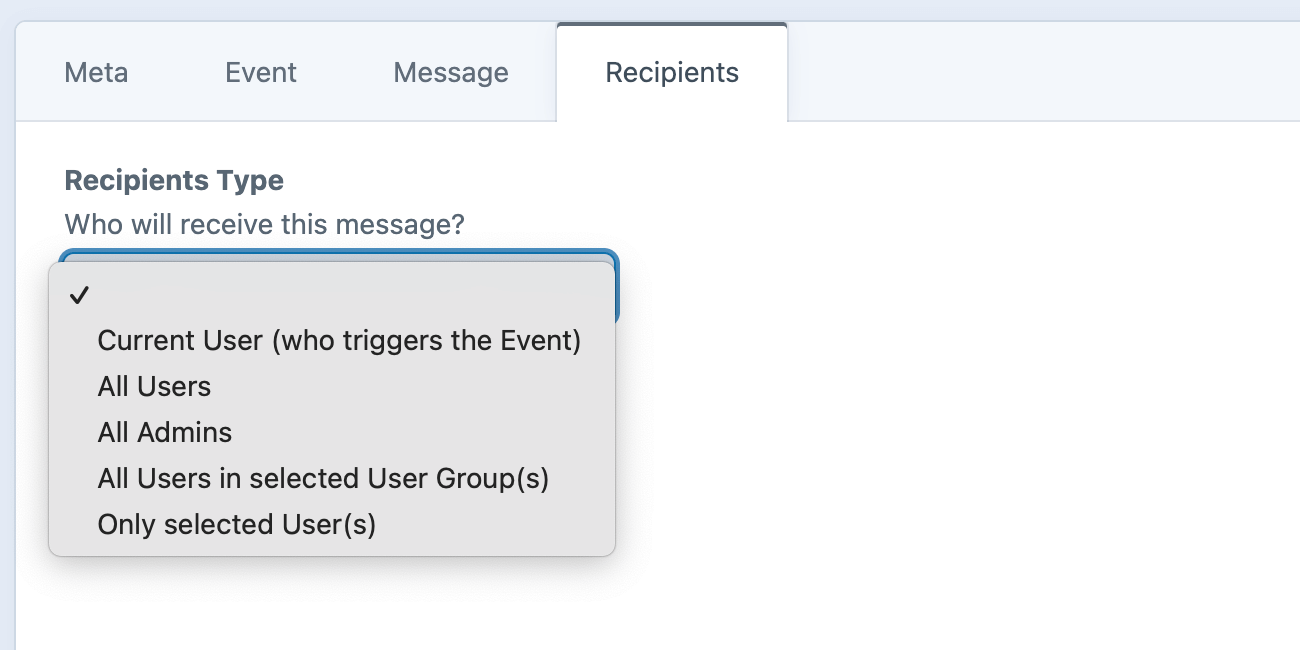 Meta Event Message Recipients
Recipients Type
Who will receive this message?
✓
Current User (who triggers the Event)
All Users
All Admins
All Users in selected User Group(s)
Only selected User(s)